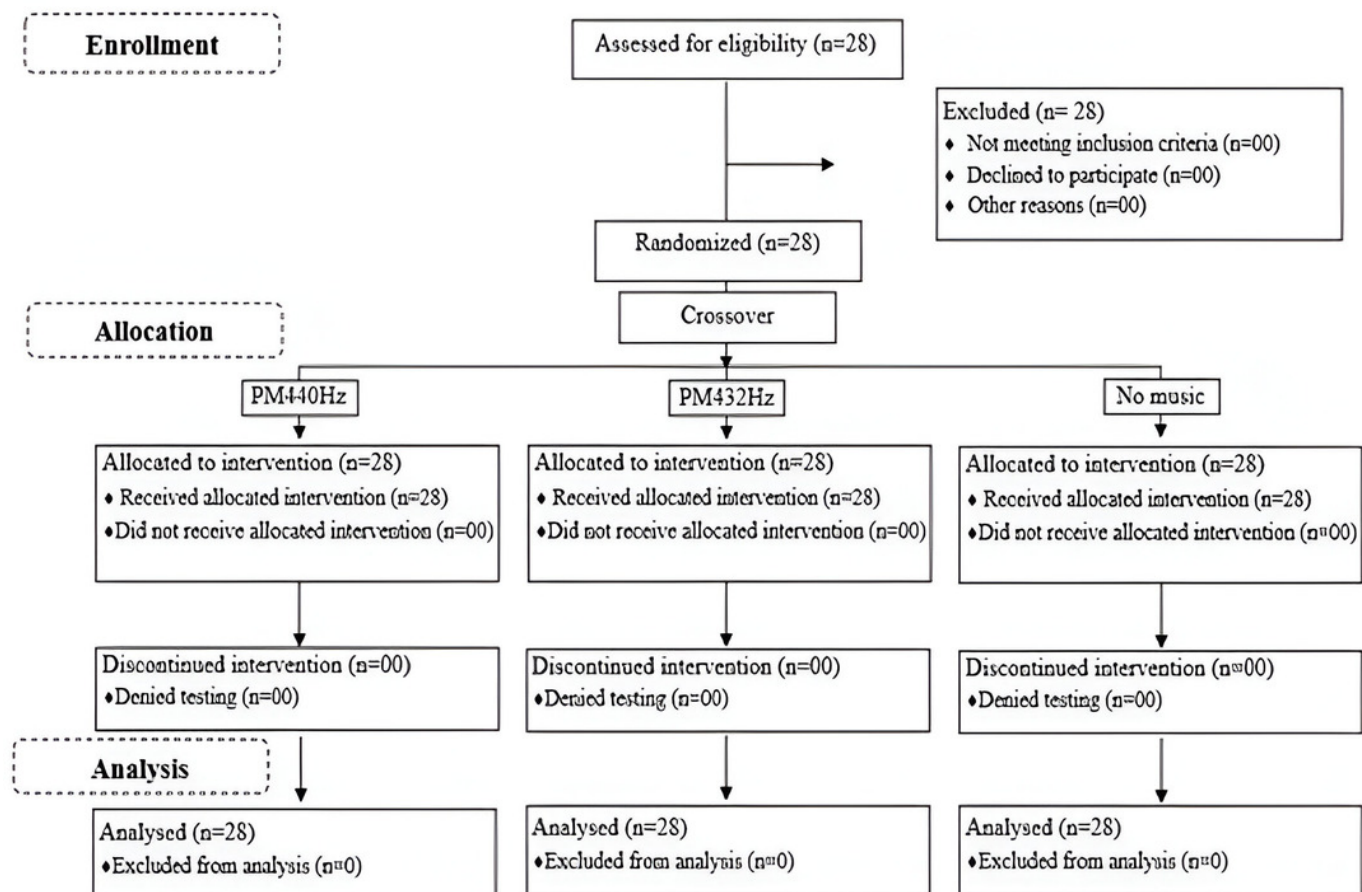 Enrollment
Assessed for eligibility (n=28)
Excluded (n= 28)
♦ Not meeting inclusion criteria (n=00)
♦ Declined to participate (n=00)
♦ Other reasons (n=00)
Randomized (n=28)
Crossover
Allocation
PM440Hz
PM432Hz
No music
Allocated to intervention (n=28)
♦ Received allocated intervention (n=28)
♦Did not receive allocated intervention (n=00)
Allocated to intervention (n=28)
♦ Received allocated intervention (n=28)
♦Did not receive allocated intervention (n=00)
Allocated to intervention (n=28)
♦ Received allocated intervention (n=28)
♦Did not receive allocated intervention (n=00)
Discontinued intervention (n=00)
♦Denied testing (n=00)
Discontinued intervention (n=00)
♦Denied testing (n=00)
Discontinued intervention (n=00)
♦Denied testing (n=00)
Analysis
Analysed (n=28)
♦Excluded from analysis (n=0)
Analysed (n=28)
♦Excluded from analysis (n=0)
Analysed (n=28)
♦Excluded from analysis (n=0)